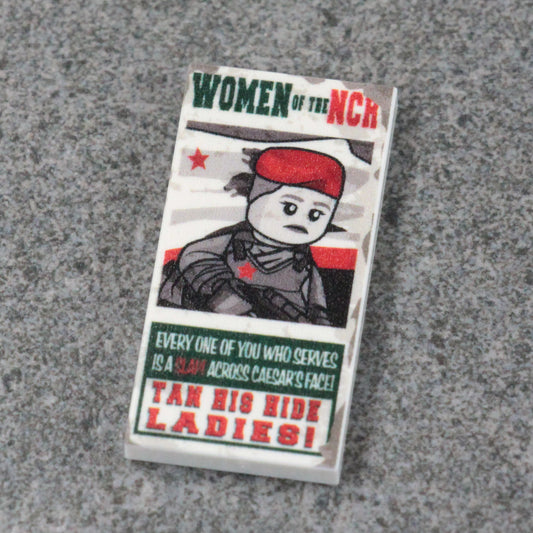 WOMEN OF THE NCR
EVERY ONE OF YOU WHO SERVES
IS A SLAP ACROSS CAESAR'S FACE!
TAN HIS HIDE
LADIES!